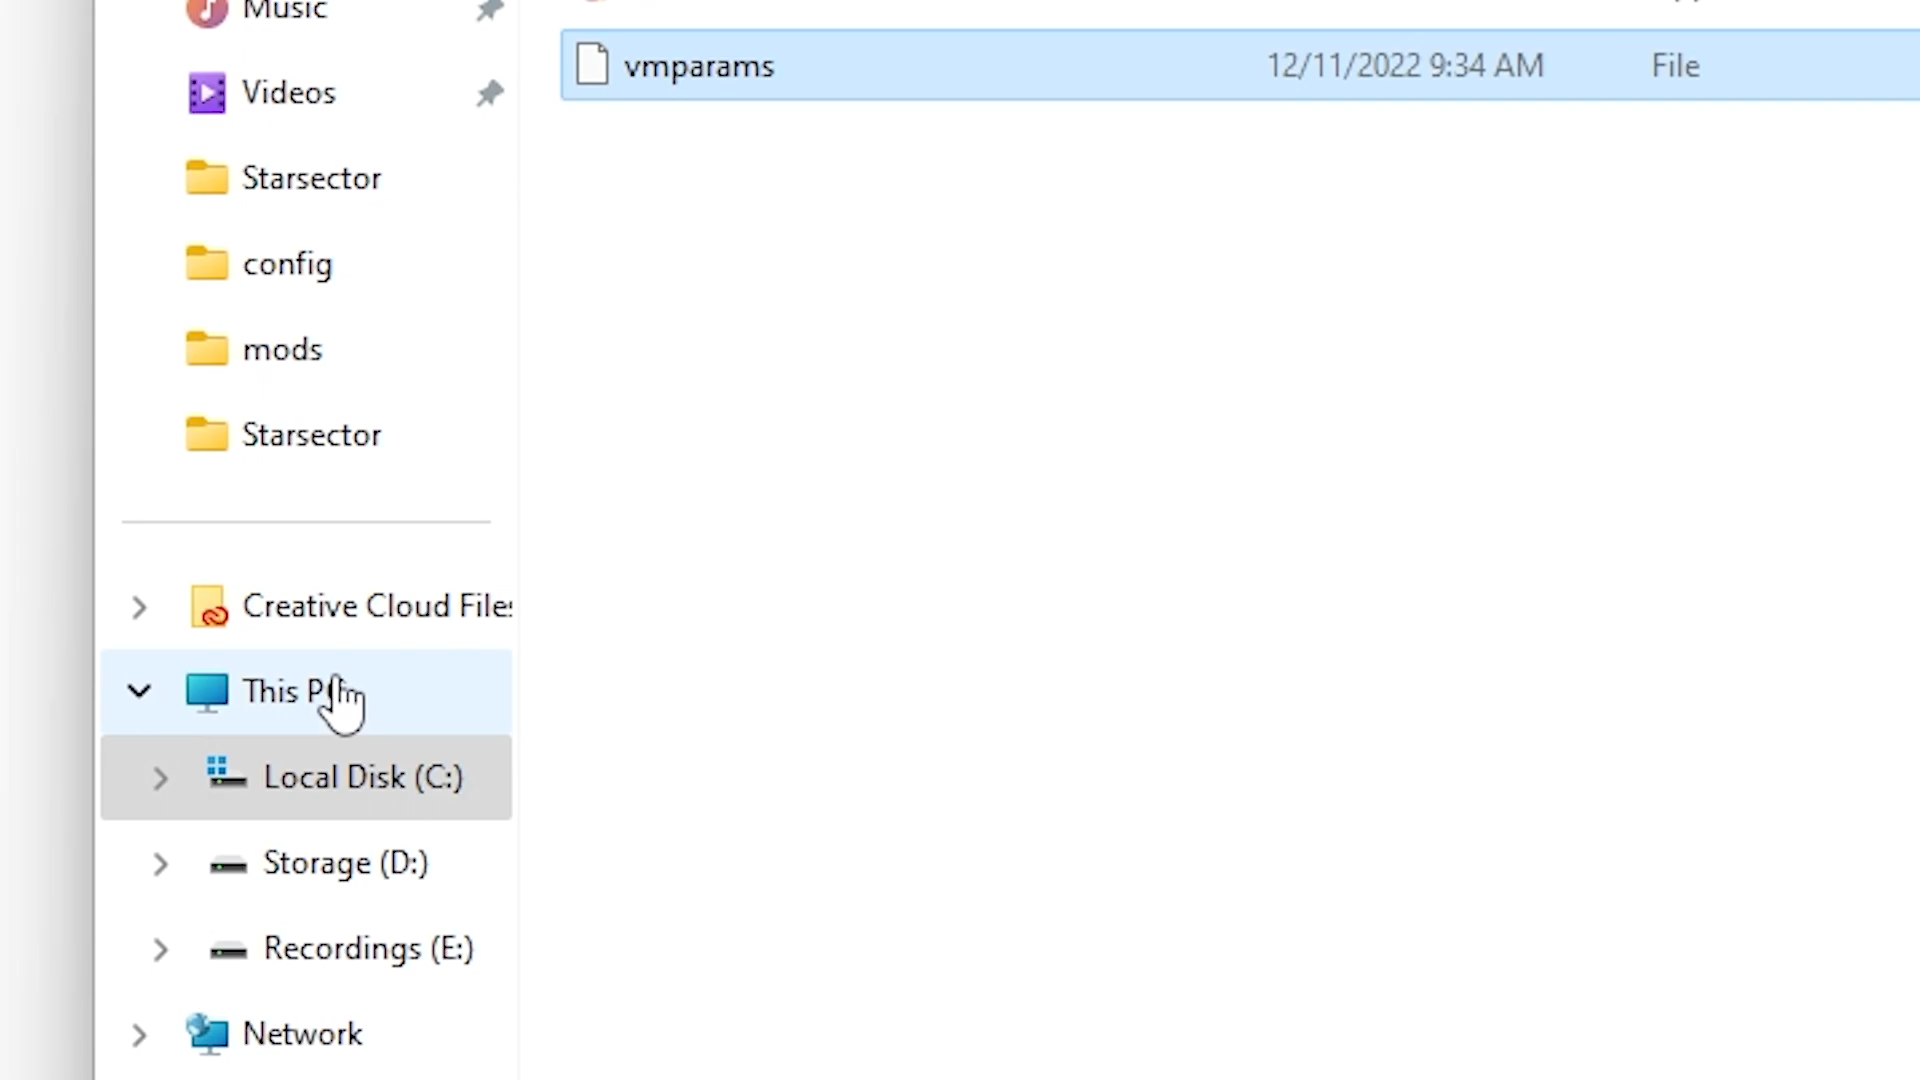 Music
vmparams 12/11/2022 9:34 AM File
Videos
Starsector
config
mods
Starsector
Creative Cloud Files
This P
Local Disk (C:)
Storage (D:)
Recordings (E:)
Network